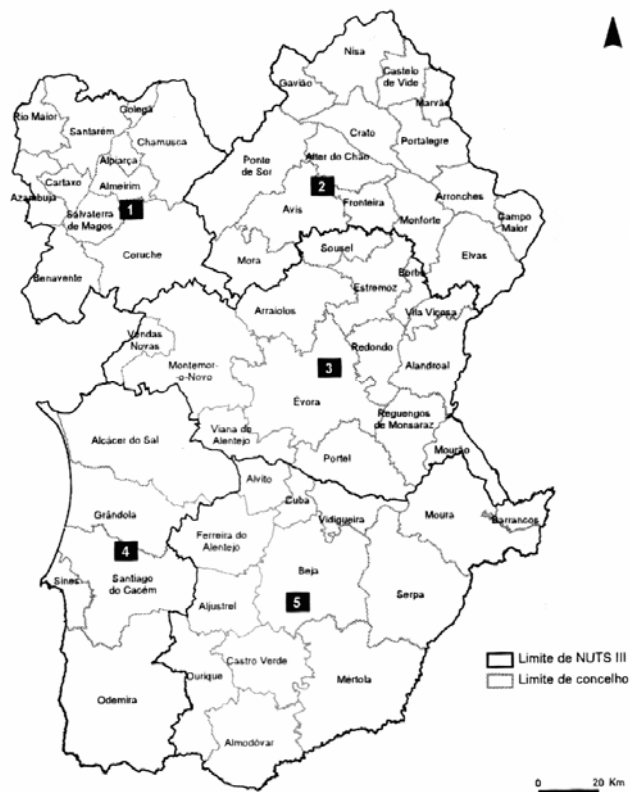 Nisa
Gavião
Castelo
de Vide
Marvão
Golegã
Rio Maior
Santarém
Chamusca
Crato
Portalegre
Alpiarça
Ponte
de Sor
Alter do Chão
Cartaxo
Almeirim
2
Azambuja
Arronches
Fronteira
Campo
Maior
Salvaterra
de Magos
1
Avis
Monforte
Coruche
Mora
Sousel
Elvas
Benavente
Borba
Estremoz
Arraiolos
Vila Viçosa
Vendas
Novas
Redondo
Montemor-
o-Novo
3
Alandroal
Évora
Reguengos
de Monsaraz
Alcácer do Sal
Viana do
Alentejo
Portel
Mourão
Alvito
Cuba
Grândola
Vidigueira
Moura
Barrancos
Ferreira do
Alentejo
4
Beja
Sines
Santiago
do Cacém
Serpa
Aljustrel
5
Limite de NUTS III
Castro Verde
Ourique
Limite de concelho
Mértola
Odemira
Almodôvar
0 20 Km